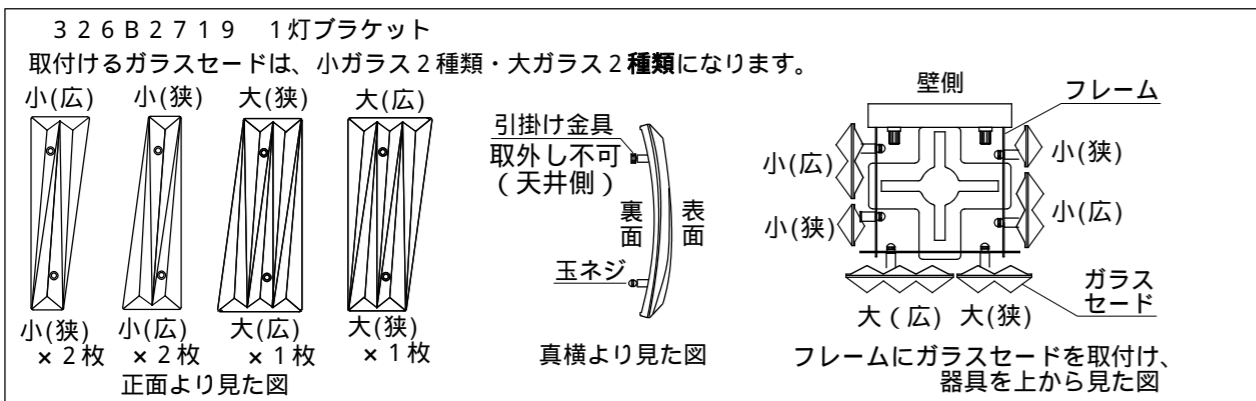 ３２６Ｂ２７１９　１灯ブラケット
取付けるガラスセードは、小ガラス２種類・大ガラス２種類になります。
小(広)　小(狭)　大(狭)　大(広)
小(狭)　小(広)　大(広)　大(狭)
×２枚　×２枚　×１枚　×１枚
正面より見た図
引掛け金具
取外し不可
（天井側）
裏面　表面
玉ネジ
真横より見た図
壁側
フレーム
小(広)　小(狭)
小(狭)　小(広)
ガラス
セード
大（広）　大(狭)
フレームにガラスセードを取付け、
器具を上から見た図